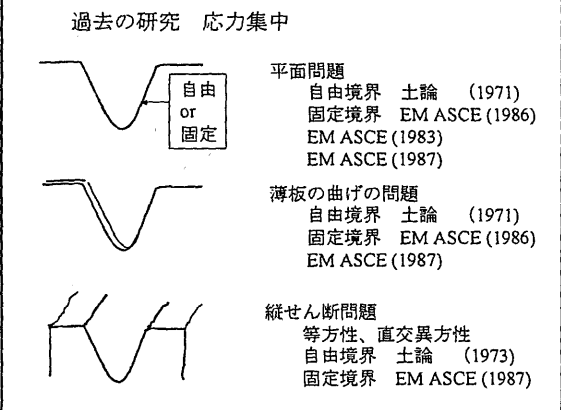 過去の研究　応力集中
自由
or
固定
平面問題
自由境界　土論　(1971)
固定境界　EM ASCE (1986)
EM ASCE (1983)
EM ASCE (1987)
薄板の曲げの問題
自由境界　土論　(1971)
固定境界　EM ASCE (1986)
EM ASCE (1987)
縦せん断問題
等方性、直交異方性
自由境界　土論　(1973)
固定境界　EM ASCE (1987)